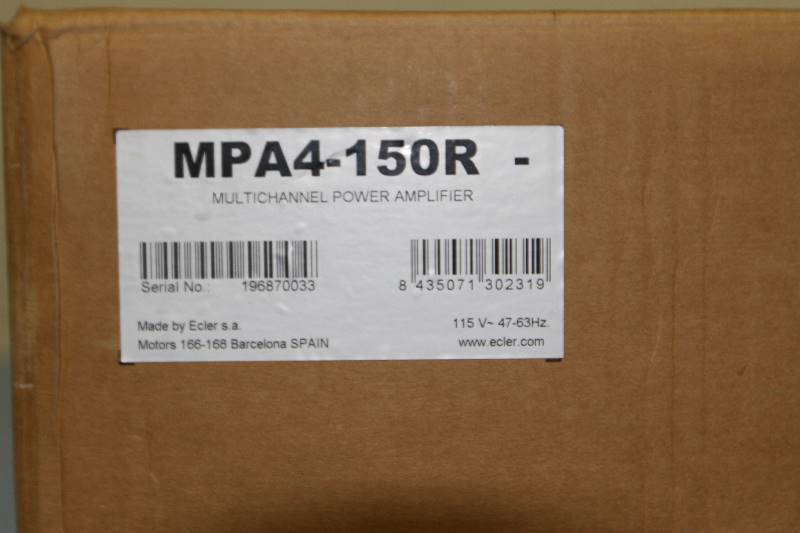 MPA4-150R -
MULTICHANNEL POWER AMPLIFIER
Serial No.: 196870033
8 435071 302319
Made by Ecler s.a. 115 V~ 47-63Hz.
Motors 166-168 Barcelona SPAIN www.ecler.com